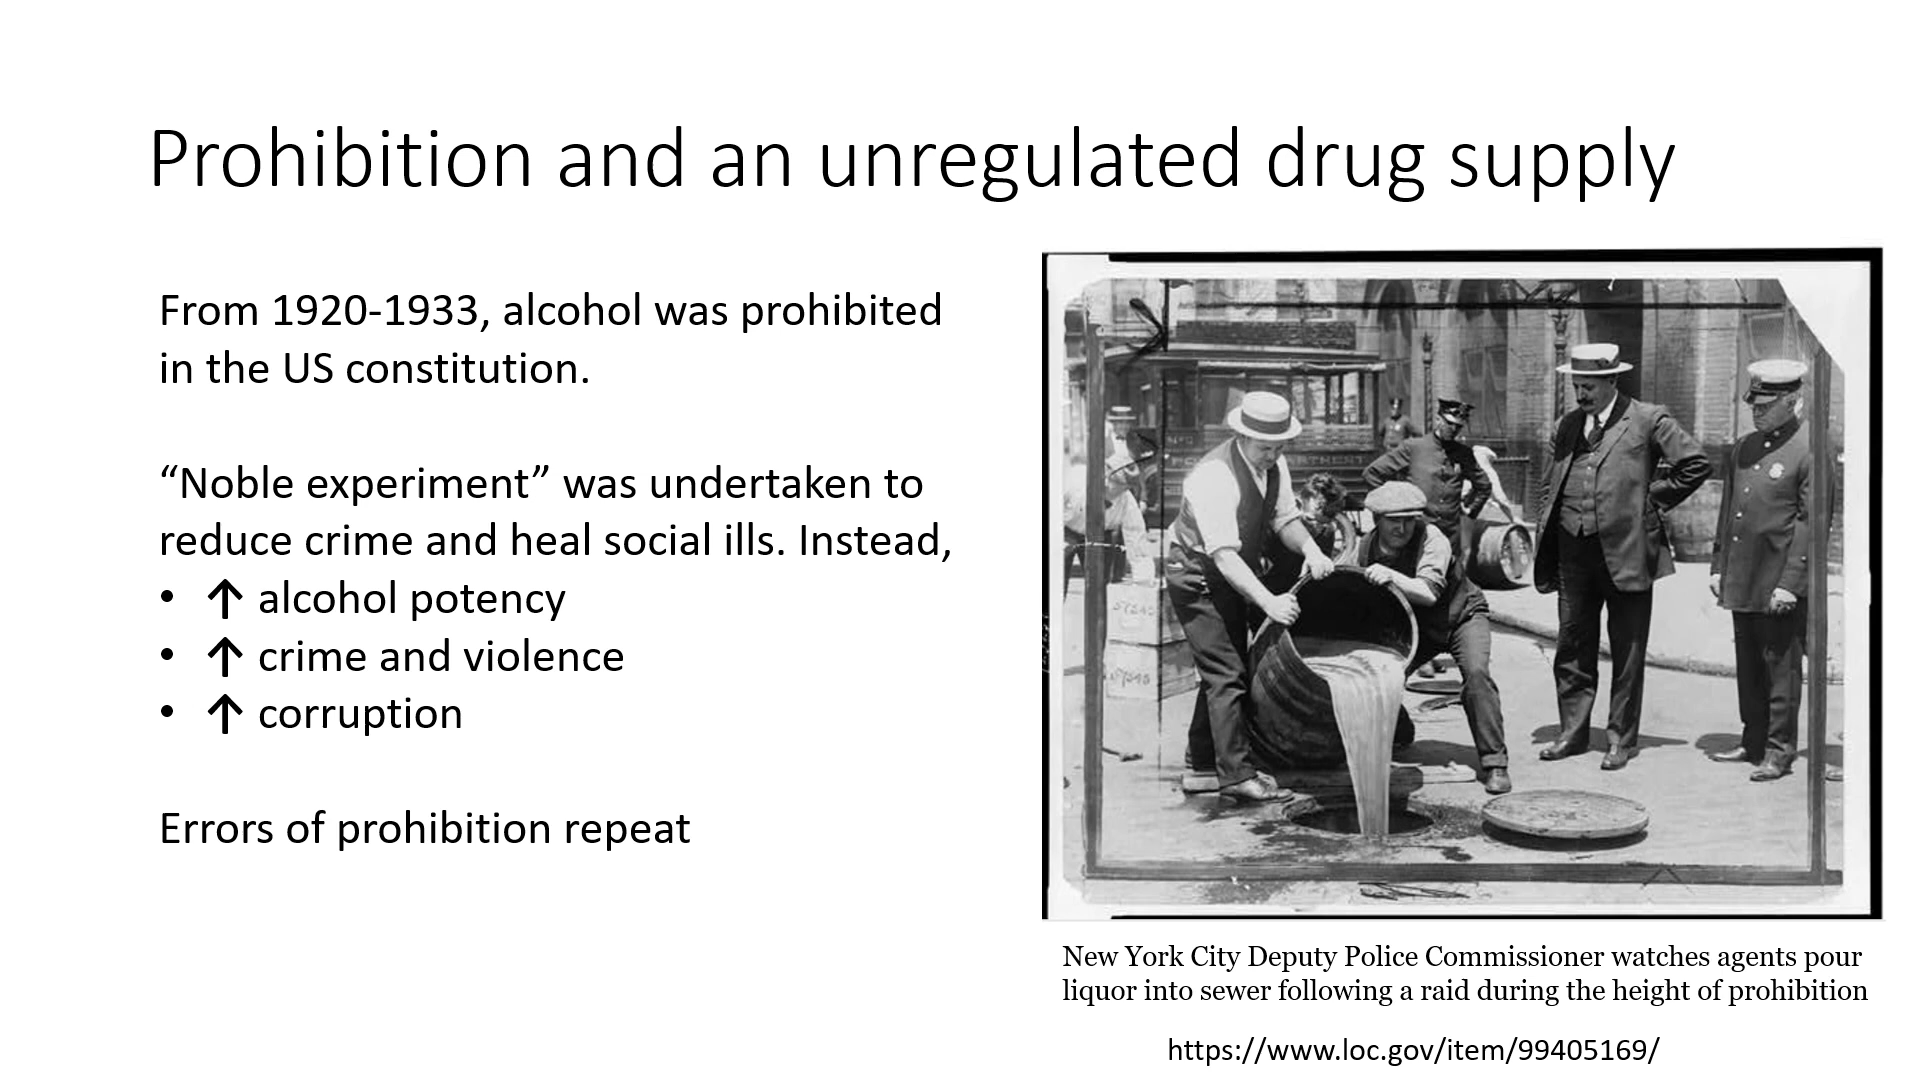 Prohibition and an unregulated drug supply
From 1920-1933, alcohol was prohibited
in the US constitution.
“Noble experiment” was undertaken to
reduce crime and heal social ills. Instead,
• ↑ alcohol potency
• ↑ crime and violence
• ↑ corruption
Errors of prohibition repeat
New York City Deputy Police Commissioner watches agents pour
liquor into sewer following a raid during the height of prohibition
https://www.loc.gov/item/99405169/